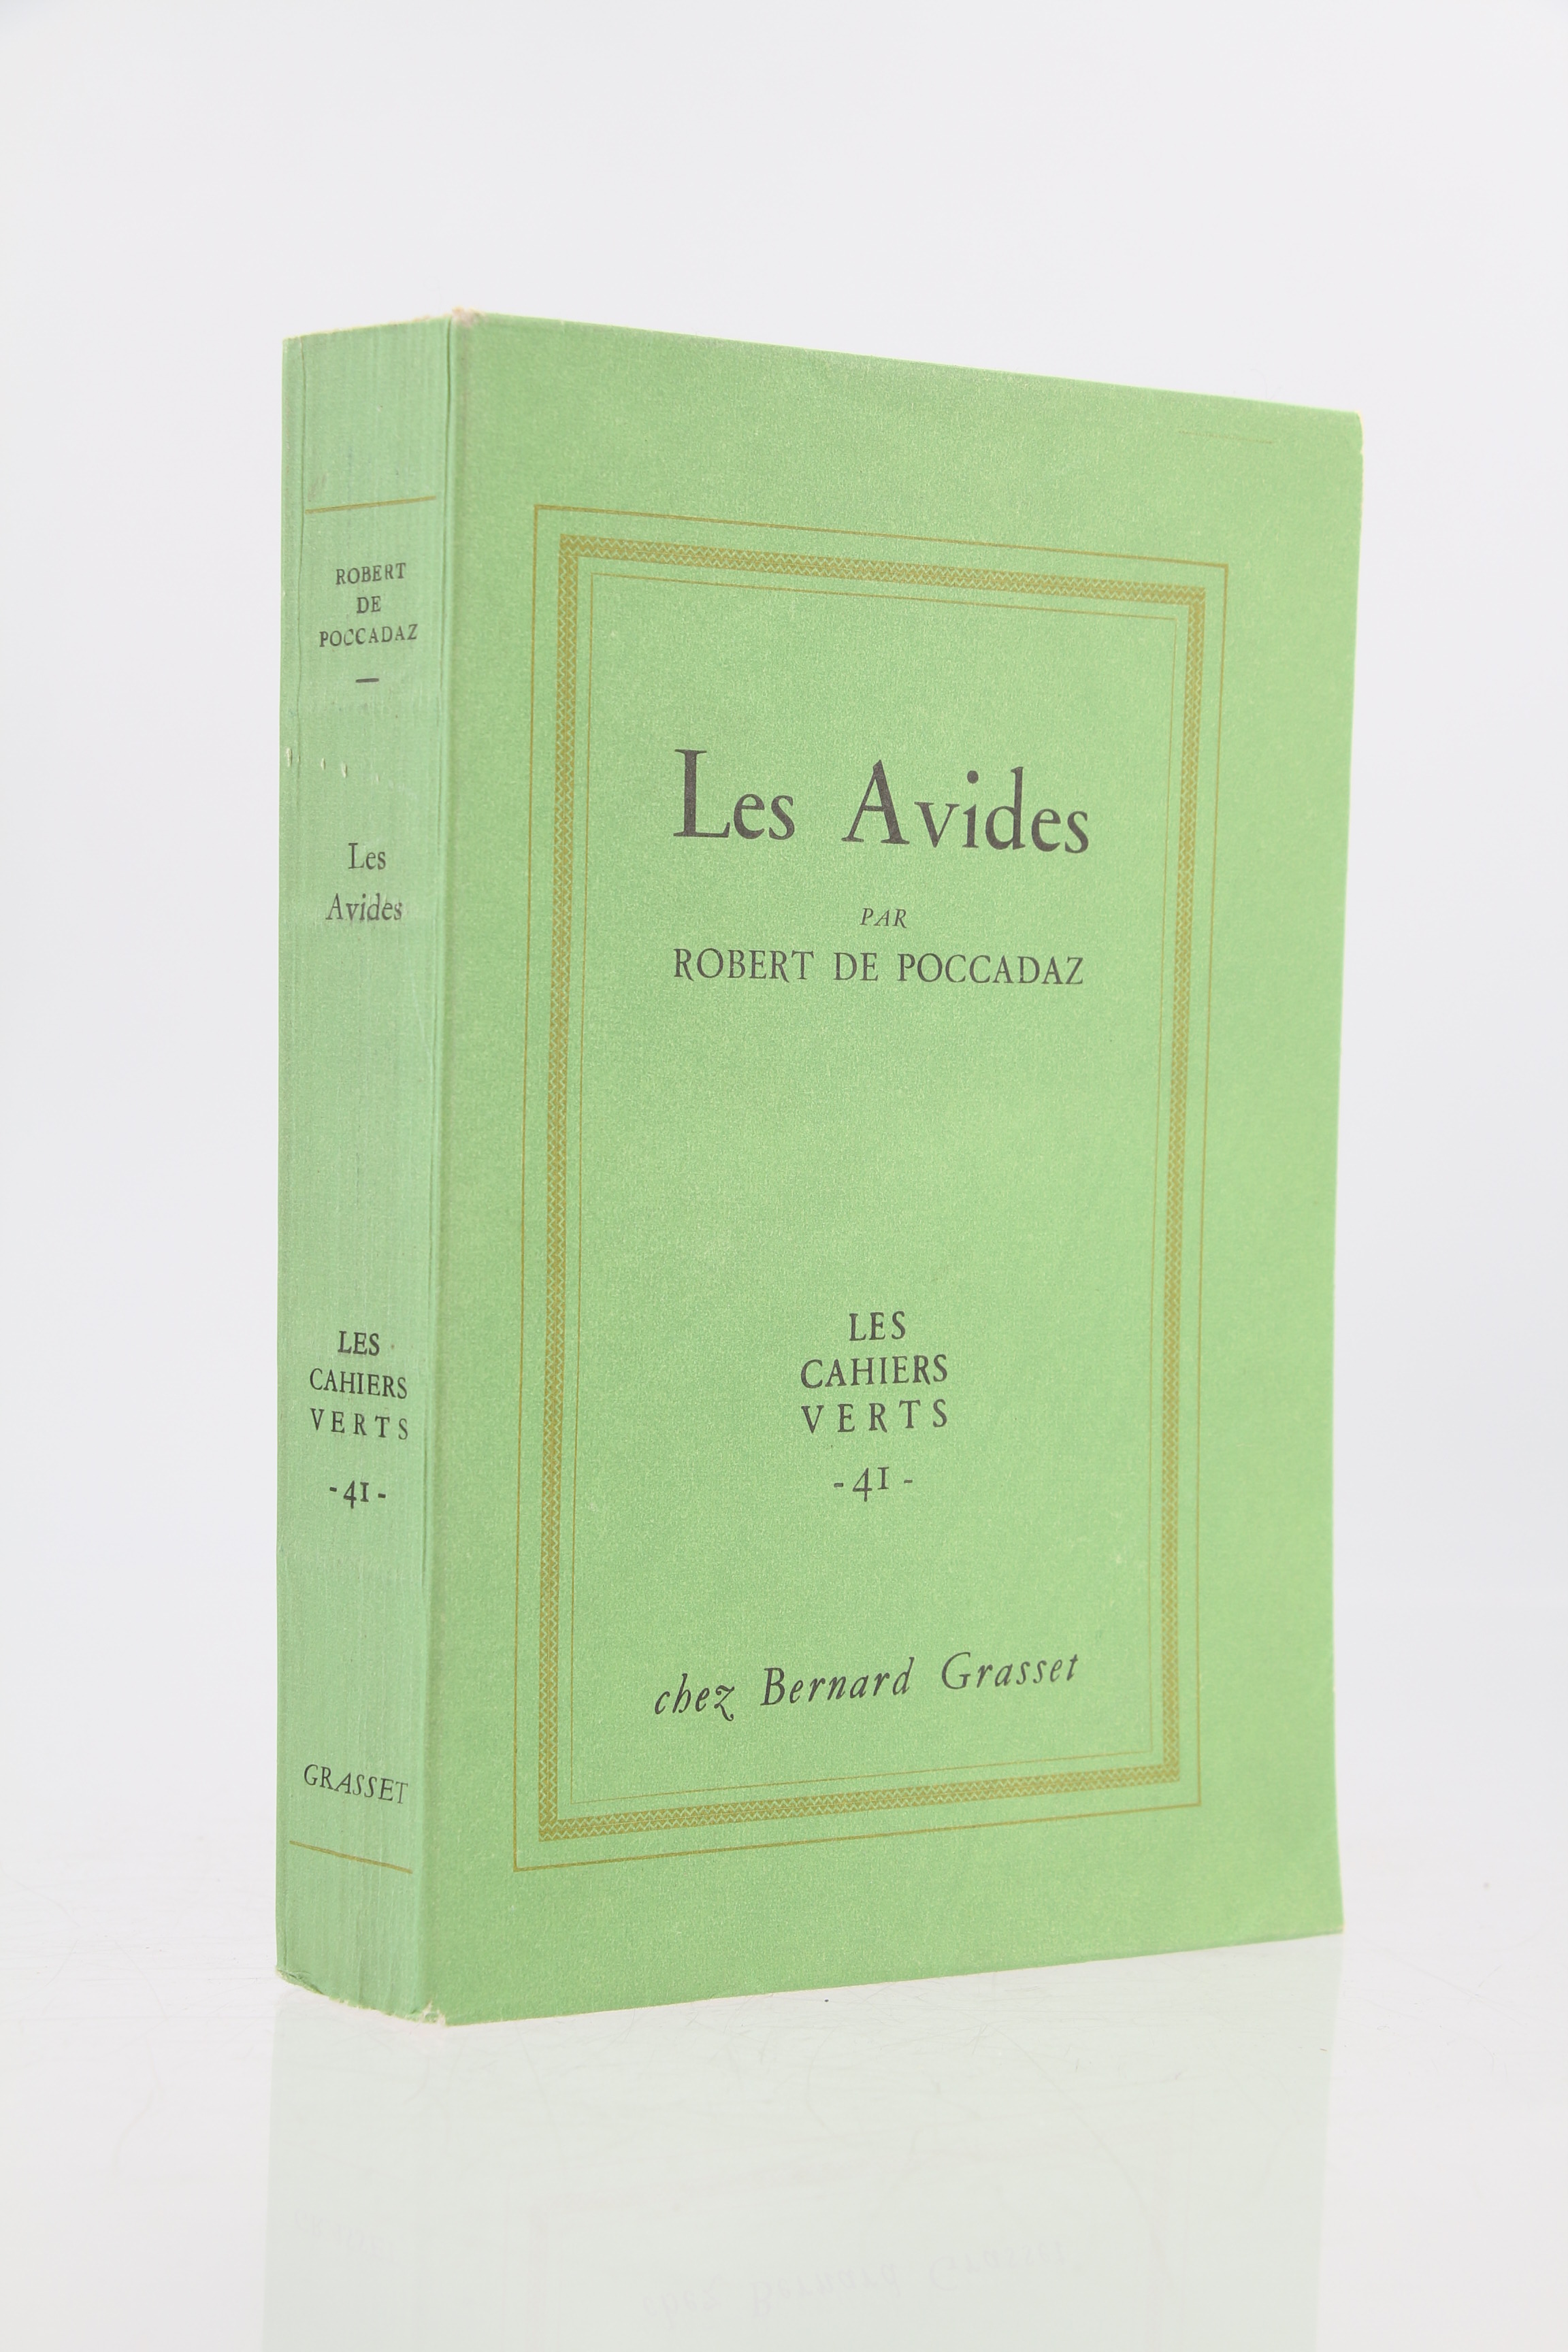 ROBERT
DE
POCCADAZ
Les
Avides
LES
CAHIERS
VERTS
-41-
GRASSET
Les Avides
PAR
ROBERT DE POCCADAZ
LES
CAHIERS
VERTS
-41-
chez Bernard Grasset